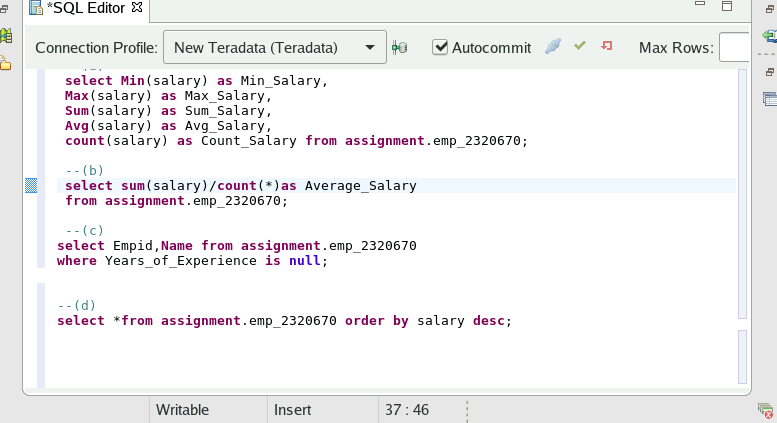 *SQL Editor
Connection Profile: New Teradata (Teradata) Autocommit Max Rows:
select Min(salary) as Min_Salary,
Max(salary) as Max_Salary,
Sum(salary) as Sum_Salary,
Avg(salary) as Avg_Salary,
count(salary) as Count_Salary from assignment.emp_2320670;
--(b)
select sum(salary)/count(*)as Average_Salary
from assignment.emp_2320670;
--(c)
select Empid,Name from assignment.emp_2320670
where Years_of_Experience is null;
--(d)
select *from assignment.emp_2320670 order by salary desc;
Writable Insert 37 : 46